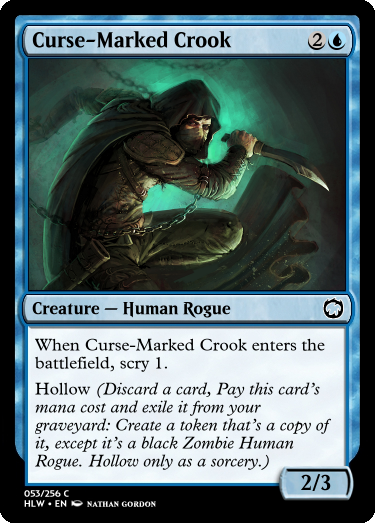 Curse-Marked Crook 2
Creature — Human Rogue
When Curse-Marked Crook enters the
battlefield, scry 1.
Hollow (Discard a card, Pay this card's
mana cost and exile it from your
graveyard: Create a token that's a copy of
it, except it's a black Zombie Human
Rogue. Hollow only as a sorcery.)
2/3
053/256 C
HLW • EN NATHAN GORDON